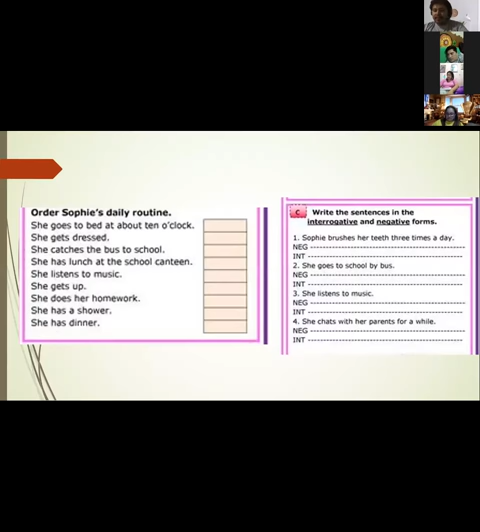 Order Sophie's daily routine.
She goes to bed at about ten o'clock.
She gets dressed.
She catches the bus to school.
She has lunch at the school canteen.
She listens to music.
She gets up.
She does her homework.
She has a shower.
She has dinner.
C Write the sentences in the
interrogative and negative forms.
1. Sophie brushes her teeth three times a day.
NEG
INT
2. She goes to school by bus.
NEG
INT
3. She listens to music.
NEG
INT
4. She chats with her parents for a while.
NEG
INT